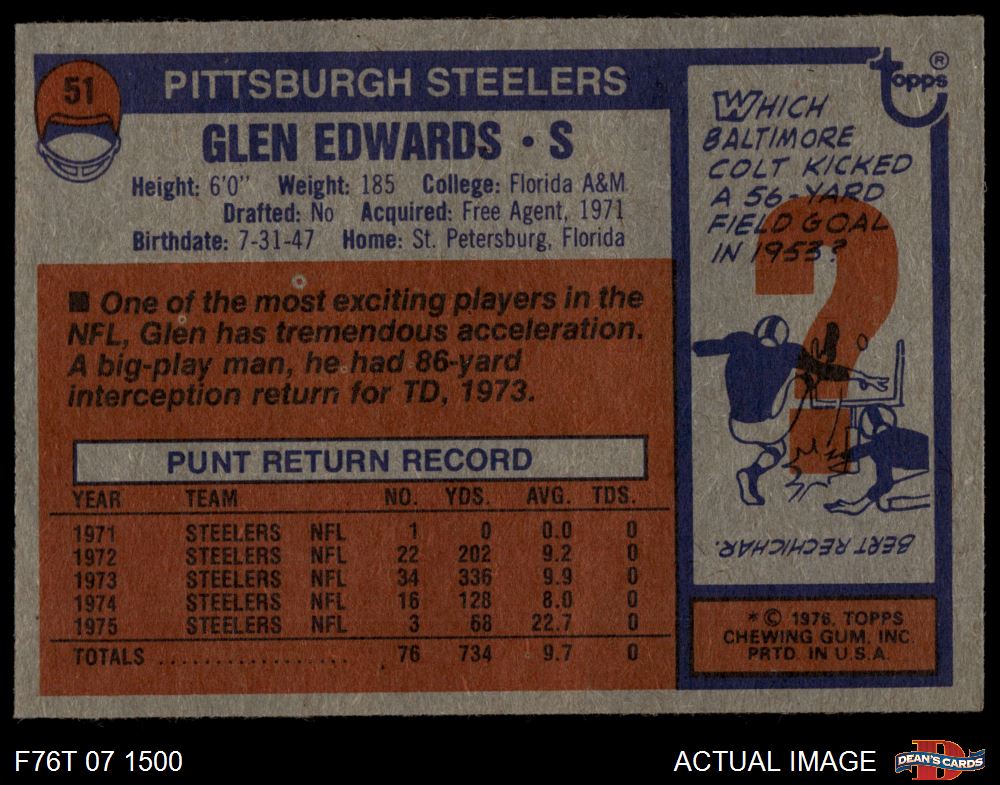 51
PITTSBURGH STEELERS
GLEN EDWARDS • S
Height: 6'0" Weight: 185 College: Florida A&M
Drafted: No Acquired: Free Agent, 1971
Birthdate: 7-31-47 Home: St. Petersburg, Florida
■ One of the most exciting players in the
NFL, Glen has tremendous acceleration.
A big-play man, he had 86-yard
interception return for TD, 1973.
PUNT RETURN RECORD
YEAR TEAM NO. YDS. AVG. TDS.
1971 STEELERS NFL 1 0 0.0 0
1972 STEELERS NFL 22 202 9.2 0
1973 STEELERS NFL 34 336 9.9 0
1974 STEELERS NFL 16 128 8.0 0
1975 STEELERS NFL 3 68 22.7 0
TOTALS .................. 76 734 9.7 0
topps ®
WHICH
BALTIMORE
COLT KICKED
A 56-YARD
FIELD GOAL
IN 1953?
?
BERT RECHICHAR.
* © 1976, TOPPS
CHEWING GUM, INC.
PRTD. IN U.S.A.
F76T 07 1500
ACTUAL IMAGE
D
DEAN'S CARDS